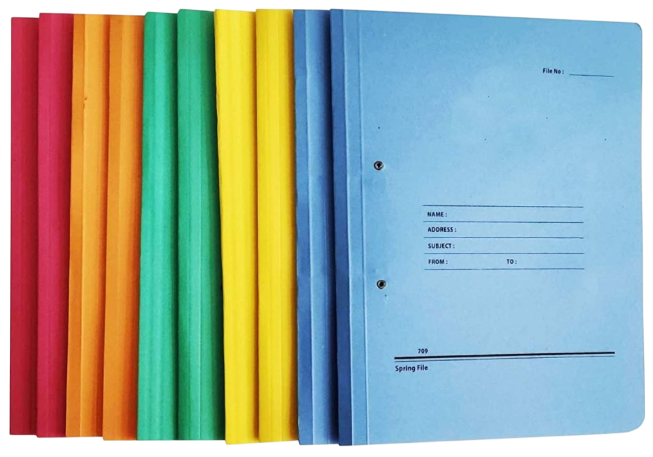 File No :
NAME :
ADDRESS :
SUBJECT :
FROM : TO :
709
Spring File